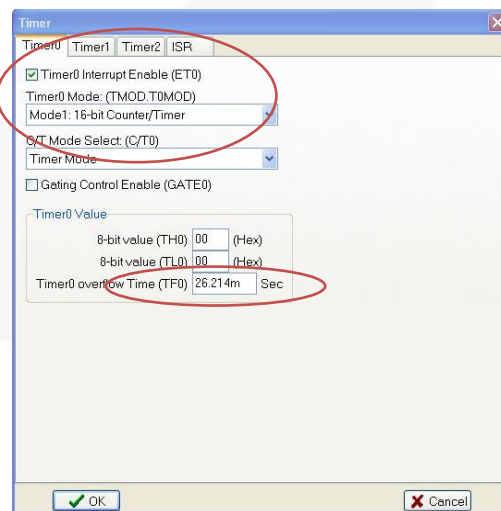 Timer
Timer0 Timer1 Timer2 ISR
Timer0 Interrupt Enable (ET0)
Timer0 Mode: (TMOD.T0MOD)
Mode1: 16-bit Counter/Timer
C/T Mode Select: (C/T0)
Timer Mode
Gating Control Enable (GATE0)
Timer0 Value
8-bit value (TH0) 00 (Hex)
8-bit value (TL0) 00 (Hex)
Timer0 overflow Time (TF0) 26.214m Sec
OK Cancel